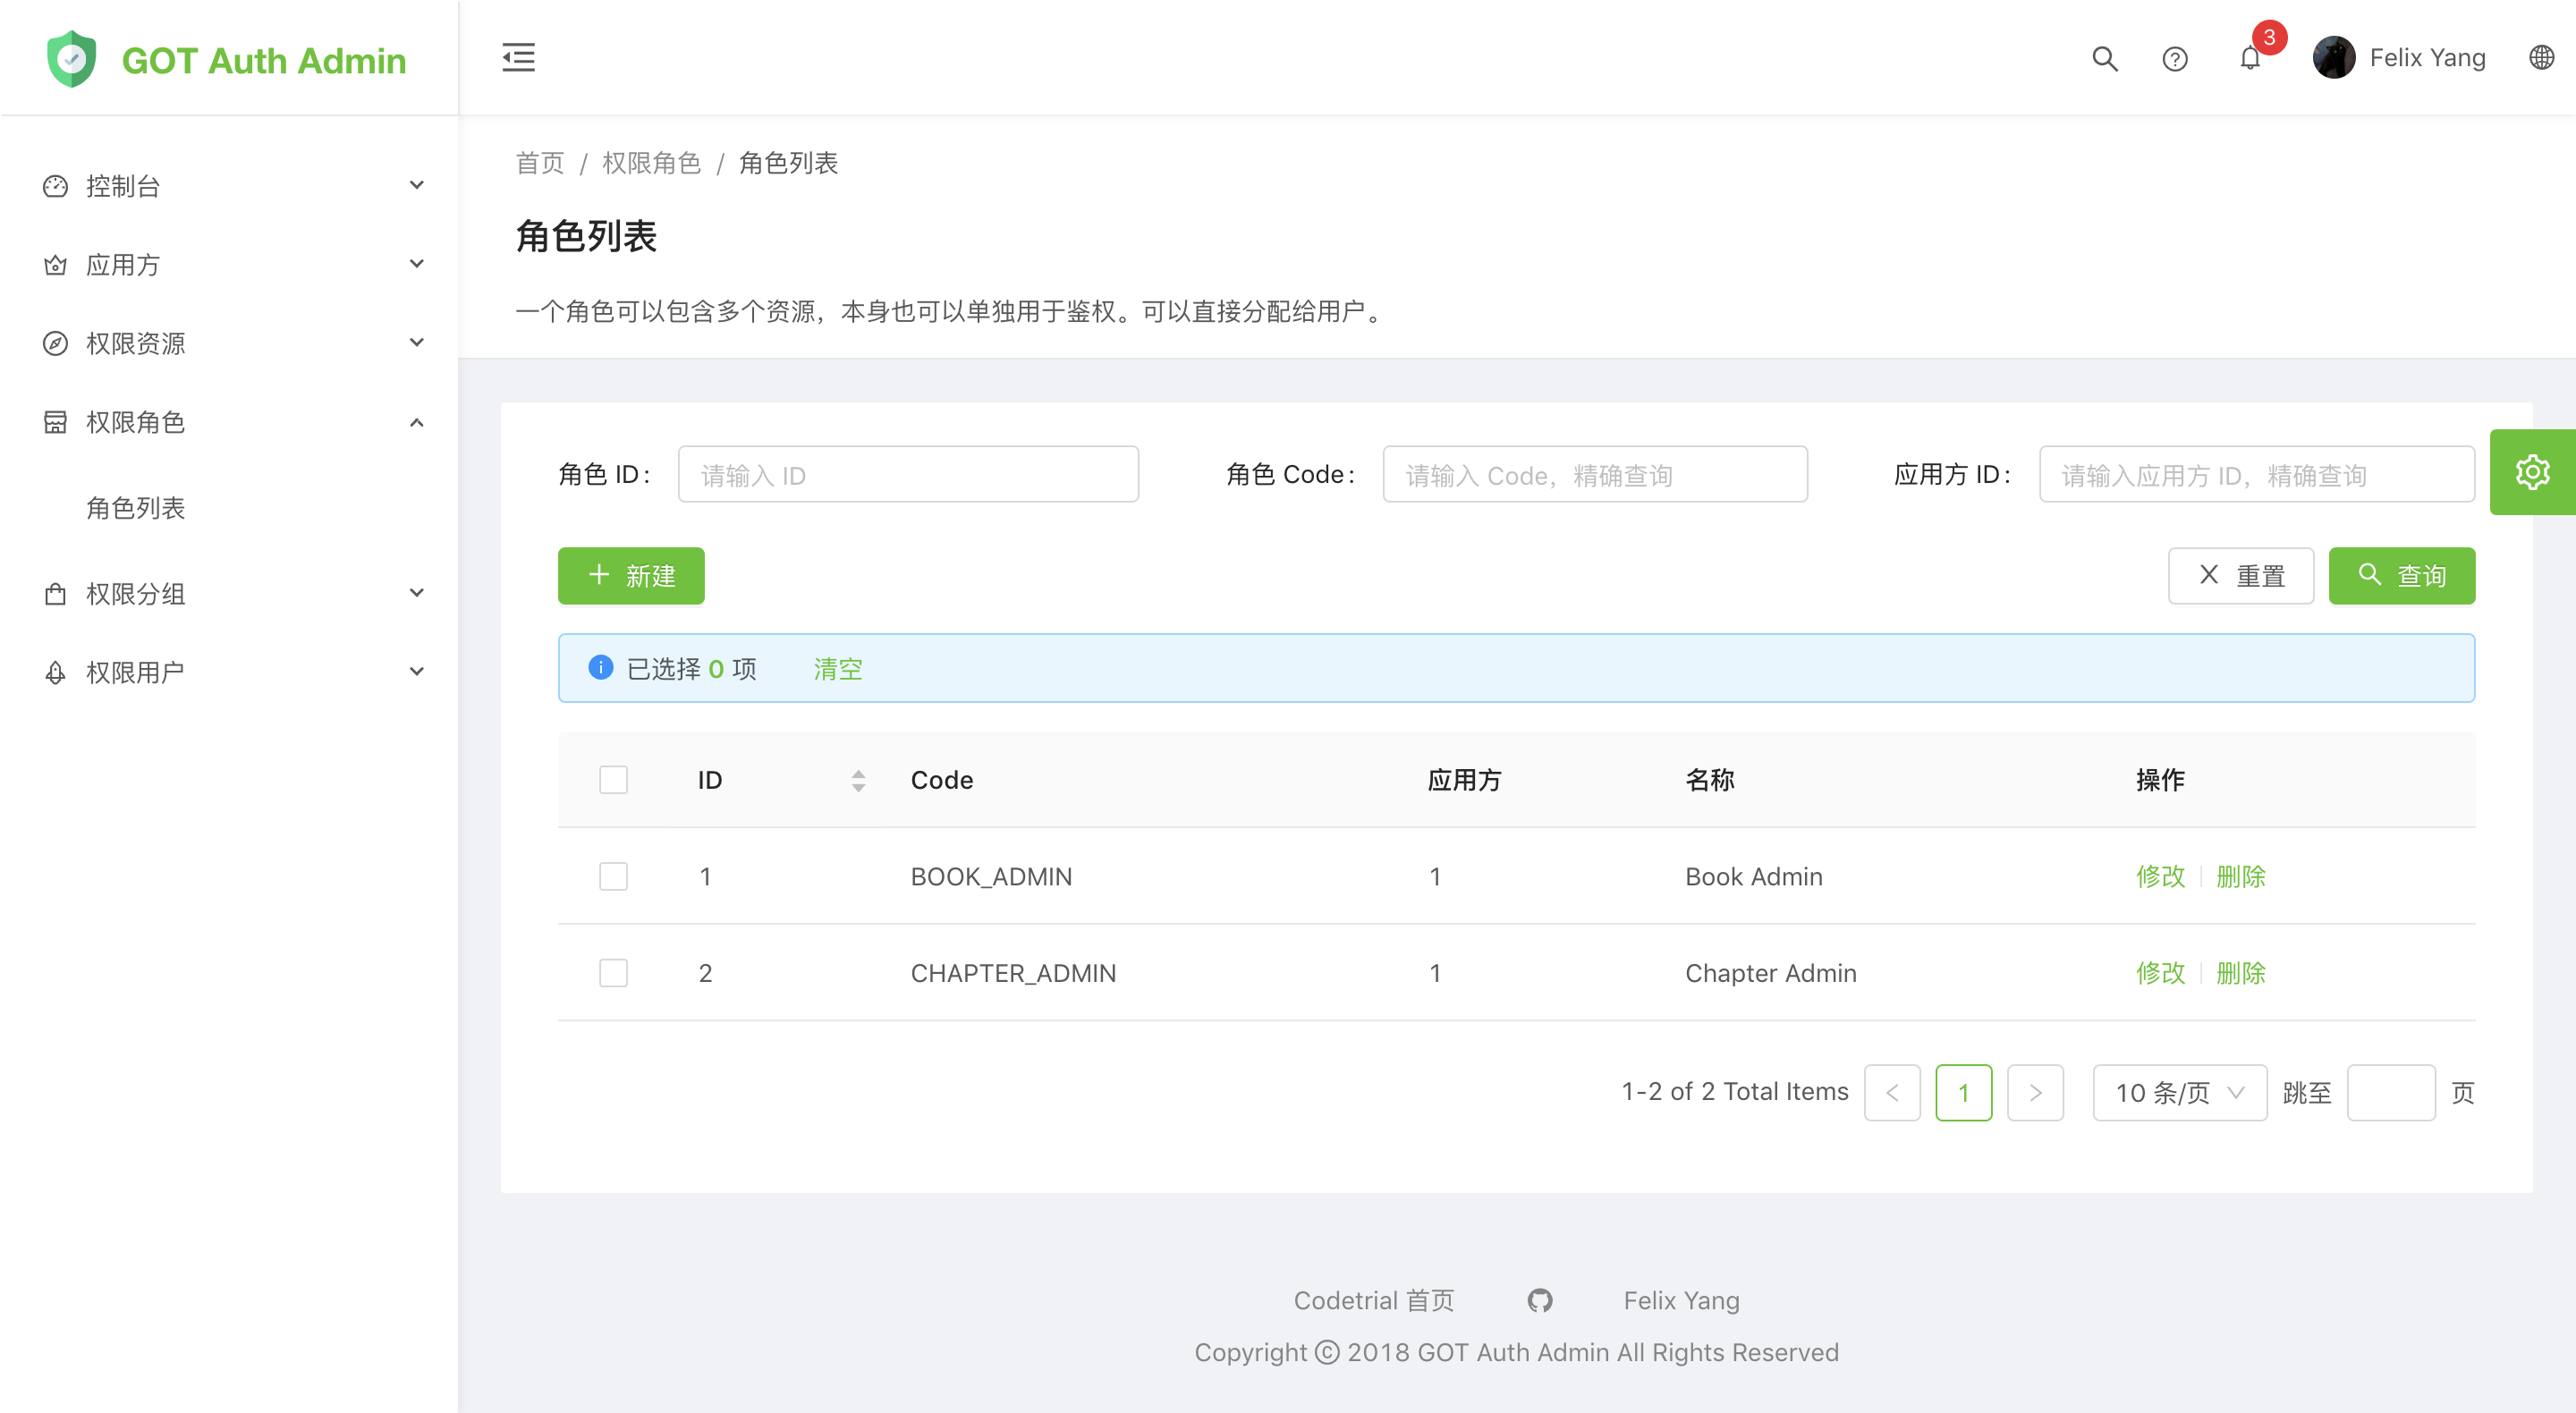 GOT Auth Admin
3
Felix Yang
控制台
应用方
权限资源
权限角色
角色列表
权限分组
权限用户
首页 / 权限角色 / 角色列表
角色列表
一个角色可以包含多个资源，本身也可以单独用于鉴权。可以直接分配给用户。
角色 ID： 请输入 ID 角色 Code： 请输入 Code，精确查询 应用方 ID： 请输入应用方 ID，精确查询
新建 重置 查询
已选择 0 项 清空
ID Code 应用方 名称 操作
1 BOOK_ADMIN 1 Book Admin 修改 删除
2 CHAPTER_ADMIN 1 Chapter Admin 修改 删除
1-2 of 2 Total Items < 1 > 10 条/页 跳至 页
Codetrial 首页 Felix Yang
Copyright © 2018 GOT Auth Admin All Rights Reserved